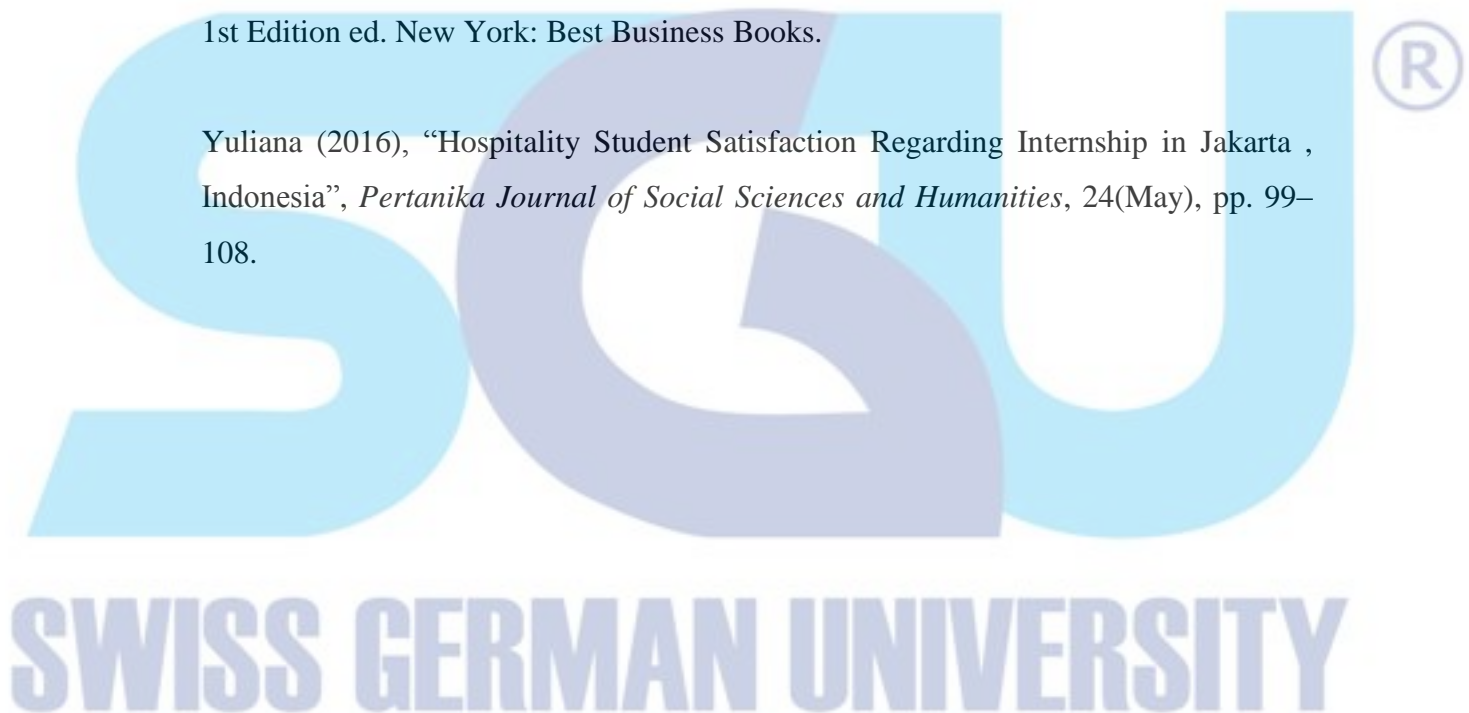 1st Edition ed. New York: Best Business Books.
Yuliana (2016), “Hospitality Student Satisfaction Regarding Internship in Jakarta ,
Indonesia”, Pertanika Journal of Social Sciences and Humanities, 24(May), pp. 99–
108.
SGU ®
SWISS GERMAN UNIVERSITY